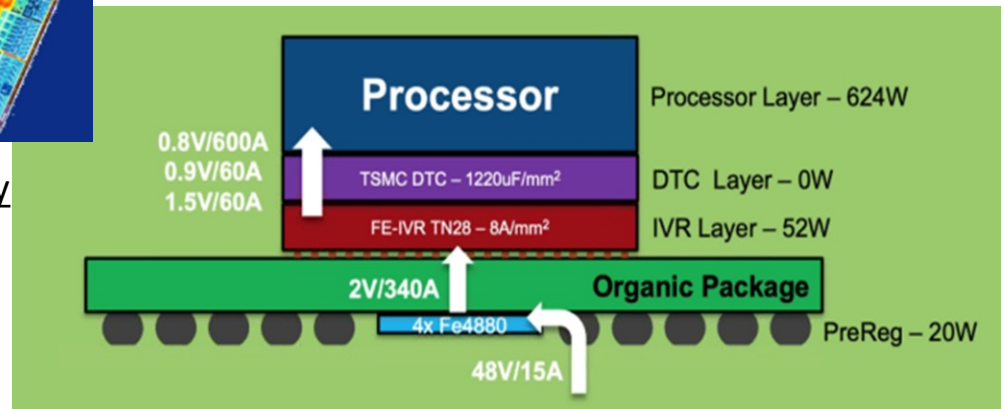 Processor
Processor Layer – 624W
0.8V/600A
0.9V/60A
1.5V/60A
TSMC DTC – 1220uF/mm²
DTC Layer – 0W
FE-IVR TN28 – 8A/mm²
IVR Layer – 52W
2V/340A
Organic Package
4x Fe4880
PreReg – 20W
48V/15A